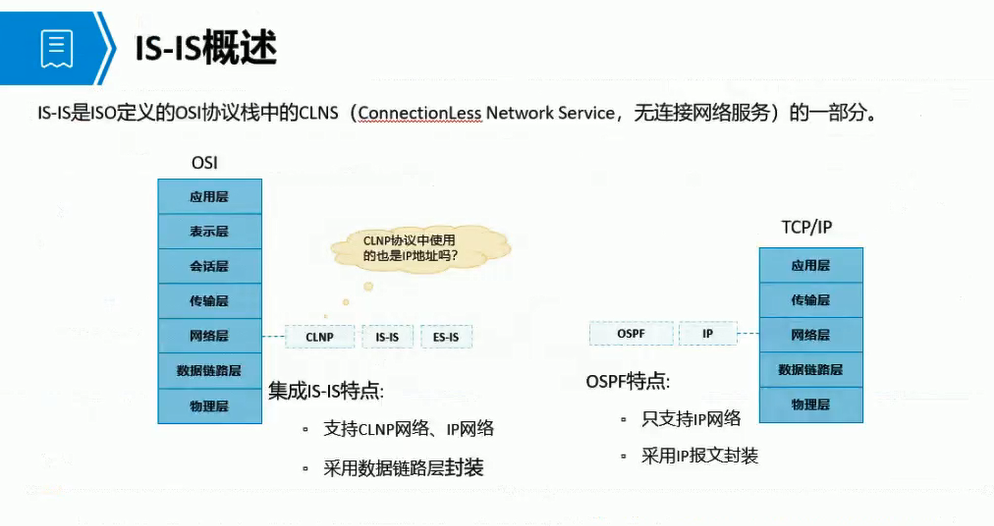 IS-IS概述
IS-IS是ISO定义的OSI协议栈中的CLNS（ConnectionLess Network Service，无连接网络服务）的一部分。
OSI
应用层
表示层
会话层
传输层
网络层
数据链路层
物理层
CLNP协议中使用
的也是IP地址吗?
CLNP
IS-IS
ES-IS
集成IS-IS特点:
▫ 支持CLNP网络、IP网络
▫ 采用数据链路层封装
TCP/IP
应用层
传输层
网络层
数据链路层
物理层
OSPF
IP
OSPF特点:
▫ 只支持IP网络
▫ 采用IP报文封装